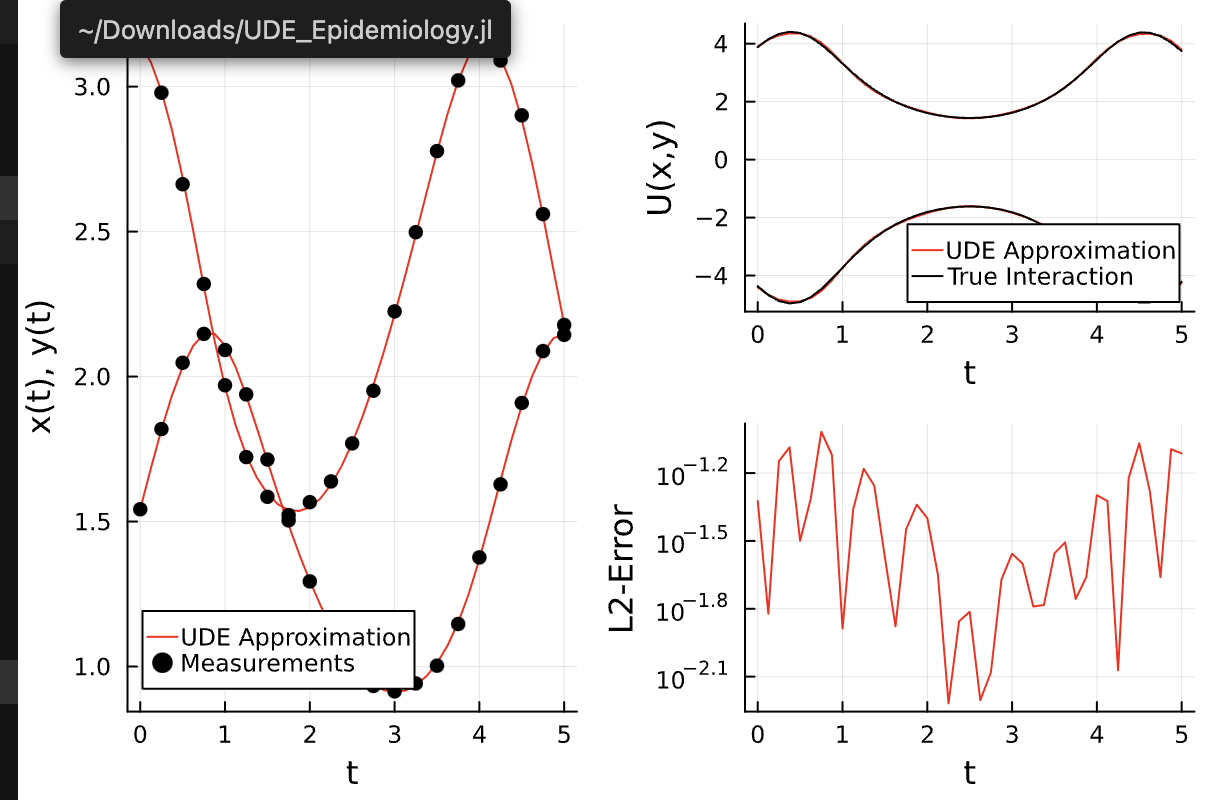 ~/Downloads/UDE_Epidemiology.jl
x(t), y(t)
3.0
2.5
2.0
1.5
1.0
UDE Approximation
Measurements
0 1 2 3 4 5
t
U(x,y)
4
2
0
−2
−4
UDE Approximation
True Interaction
0 1 2 3 4 5
t
L2-Error
10−1.2
10−1.5
10−1.8
10−2.1
0 1 2 3 4 5
t